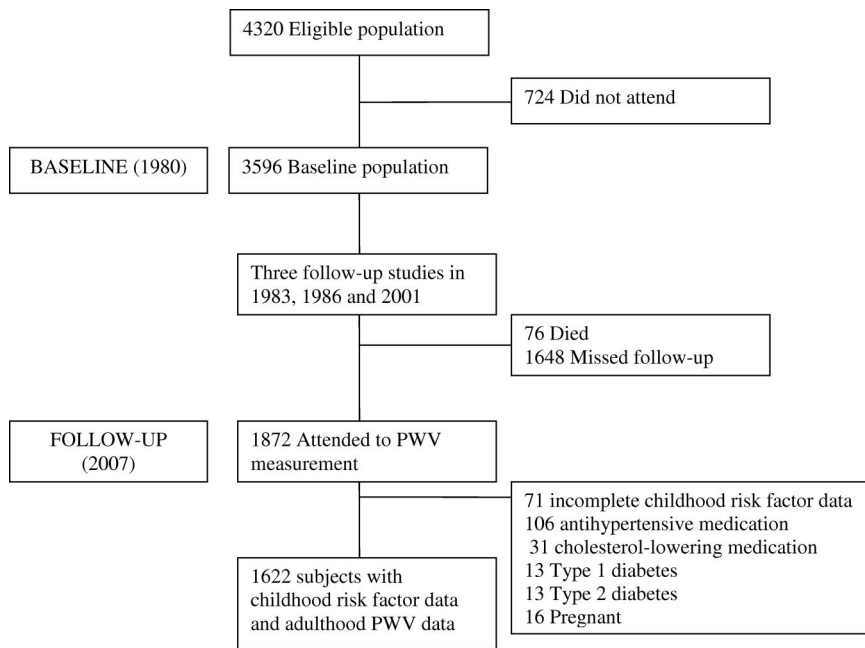 4320 Eligible population
724 Did not attend
BASELINE (1980)
3596 Baseline population
Three follow-up studies in
1983, 1986 and 2001
76 Died
1648 Missed follow-up
FOLLOW-UP
(2007)
1872 Attended to PWV
measurement
71 incomplete childhood risk factor data
106 antihypertensive medication
31 cholesterol-lowering medication
13 Type 1 diabetes
13 Type 2 diabetes
16 Pregnant
1622 subjects with
childhood risk factor data
and adulthood PWV data